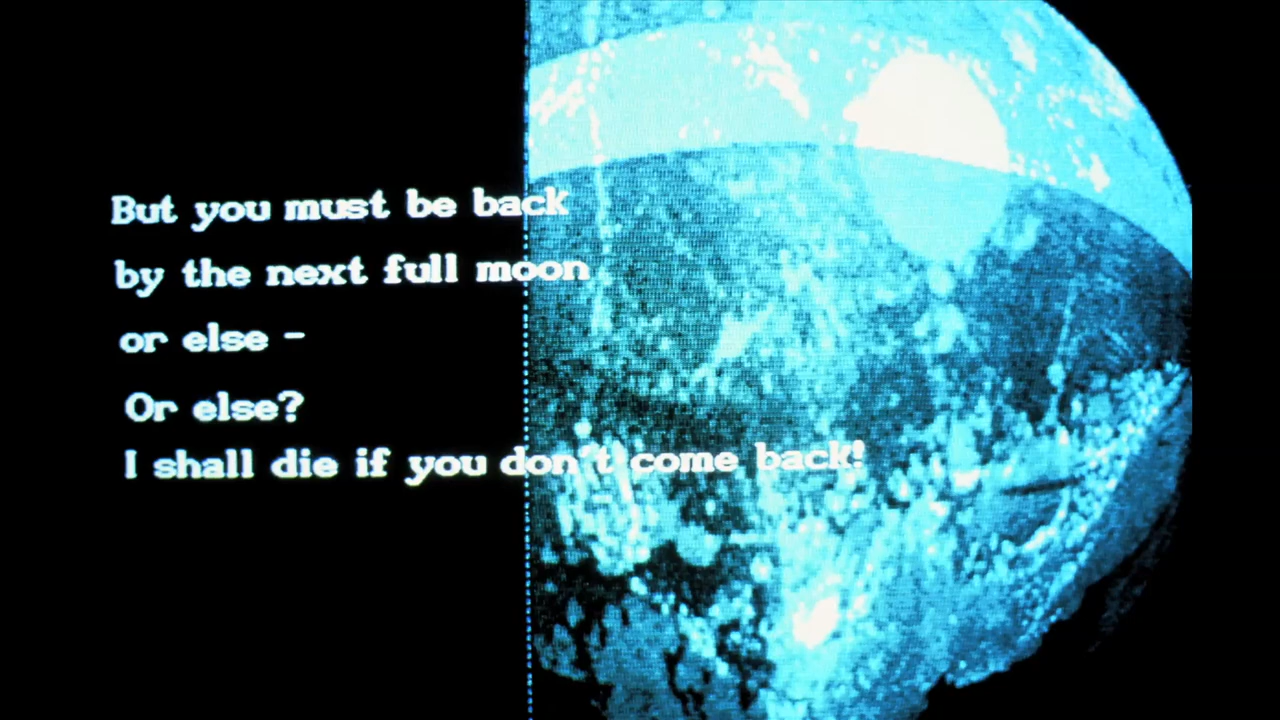 But you must be back
by the next full moon
or else -
Or else?
I shall die if you don't come back!